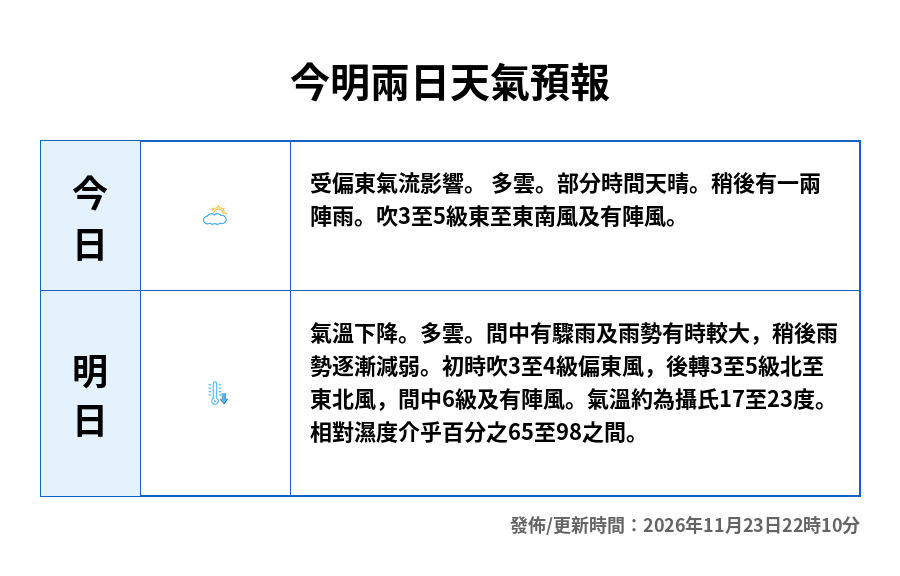 今明兩日天氣預報
今
日
受偏東氣流影響。 多雲。部分時間天晴。稍後有一兩
陣雨。吹3至5級東至東南風及有陣風。
明
日
氣溫下降。多雲。間中有驟雨及雨勢有時較大，稍後雨
勢逐漸減弱。初時吹3至4級偏東風，後轉3至5級北至
東北風，間中6級及有陣風。氣溫約為攝氏17至23度。
相對濕度介乎百分之65至98之間。
發佈/更新時間：2026年11月23日22時10分